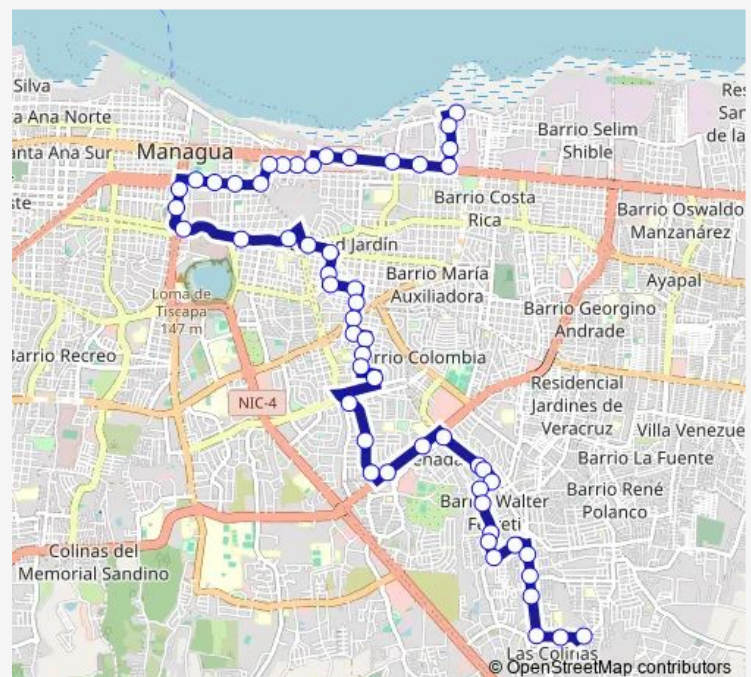 Silva
a Ana Norte
anta Ana Sur
Managua
Barrio Selim
Shible
Res
Sar
de la
ste
Barrio Costa
Rica
Barrio Oswaldo
Manzanárez
d Jardín
Barrio María
Auxiliadora
Ayapal
Loma de
Tiscapa
147 m
Barrio Georgino
Andrade
Barrio Recreo
rrio Colombia
NIC-4
Residencial
Jardines de
Veracruz
Villa Venezue
enada
Barrio La Fuente
Barrio René
Polanco
Colinas del
Memorial Sandino
Las Colinas
© OpenStreetMap contributors